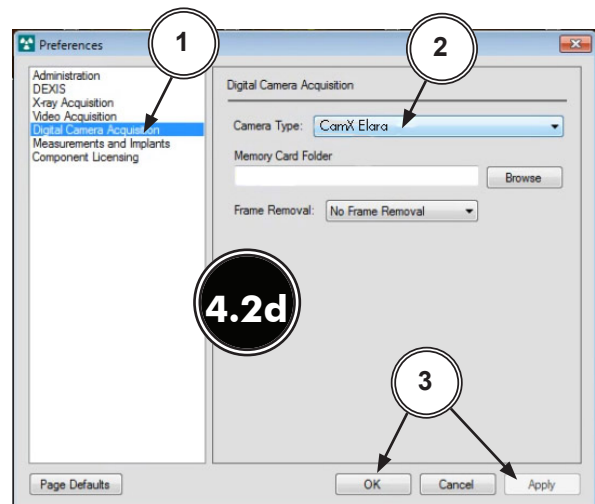 Preferences
1
2
Administration
DEXIS
X-ray Acquisition
Video Acquisition
Digital Camera Acquisition
Measurements and Implants
Component Licensing
Digital Camera Acquisition
Camera Type: CamX Elara
Memory Card Folder
Browse
Frame Removal: No Frame Removal
4.2d
3
Page Defaults
OK
Cancel
Apply